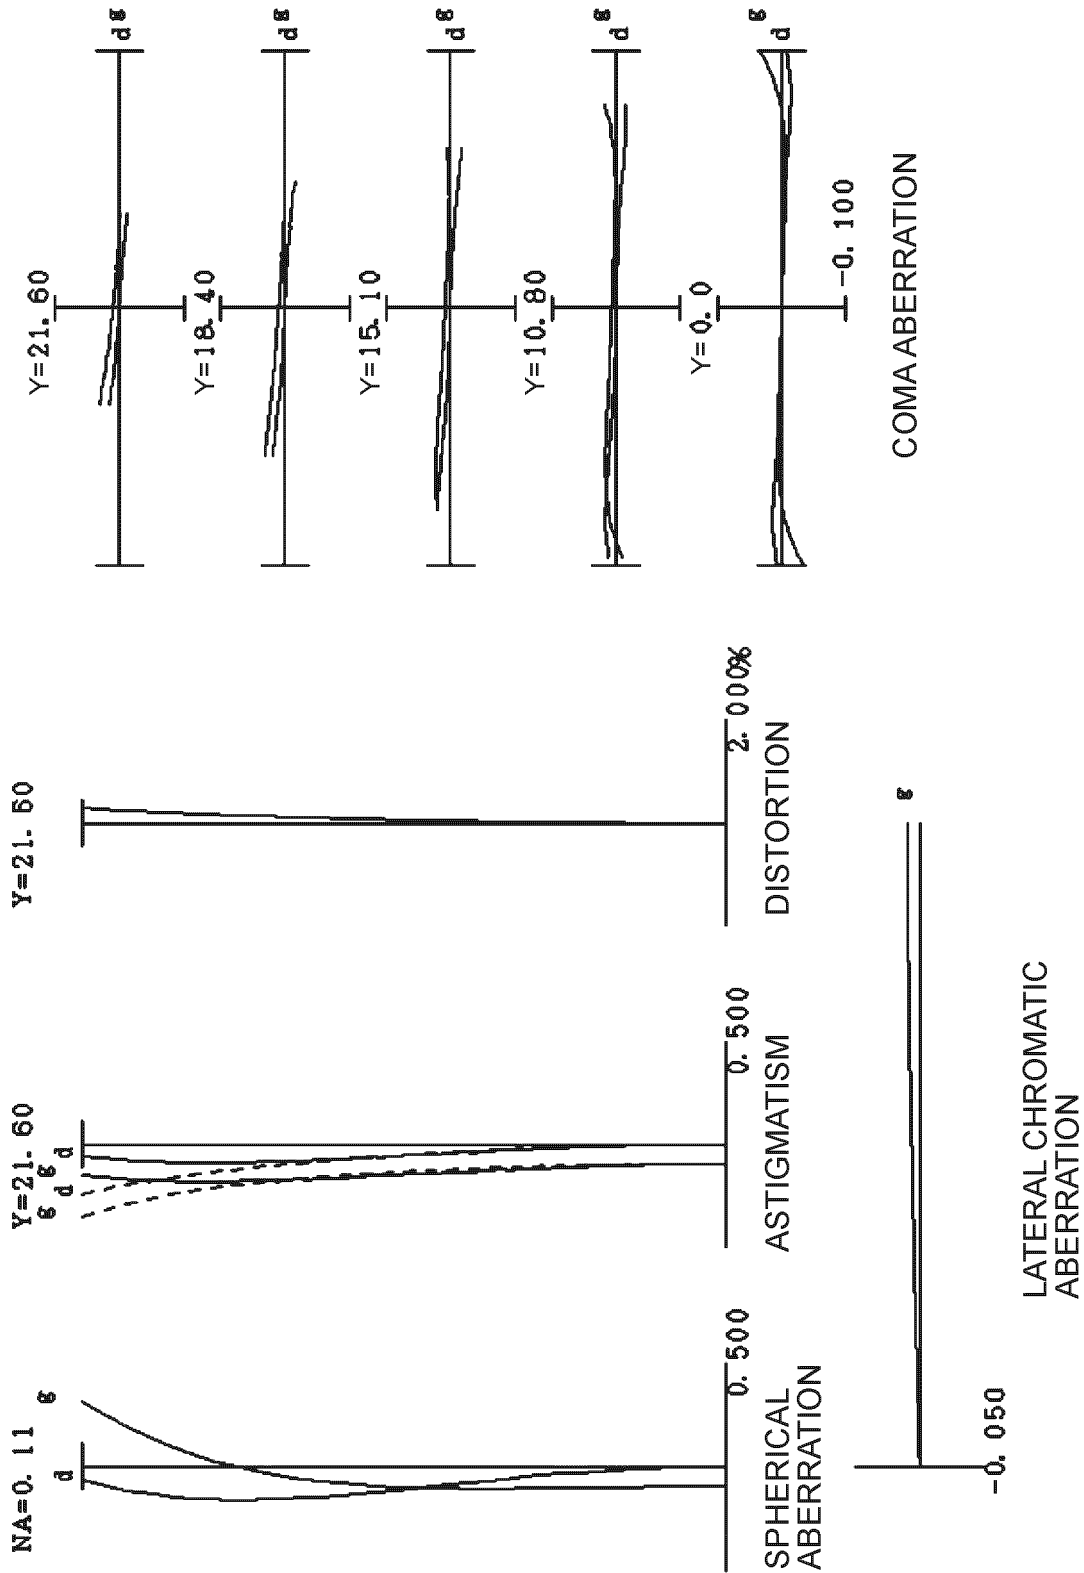 NA=0. 11
d
g
0. 500
SPHERICAL
ABERRATION
Y=21. 60
g
d
g
d
0. 500
ASTIGMATISM
Y=21. 60
2. 000%
DISTORTION
g
-0. 050
LATERAL CHROMATIC
ABERRATION
Y=21. 60
g
d
Y=18. 40
g
d
Y=15. 10
g
d
Y=10. 80
g
d
Y=0. 0
g
d
-0. 100
COMA ABERRATION